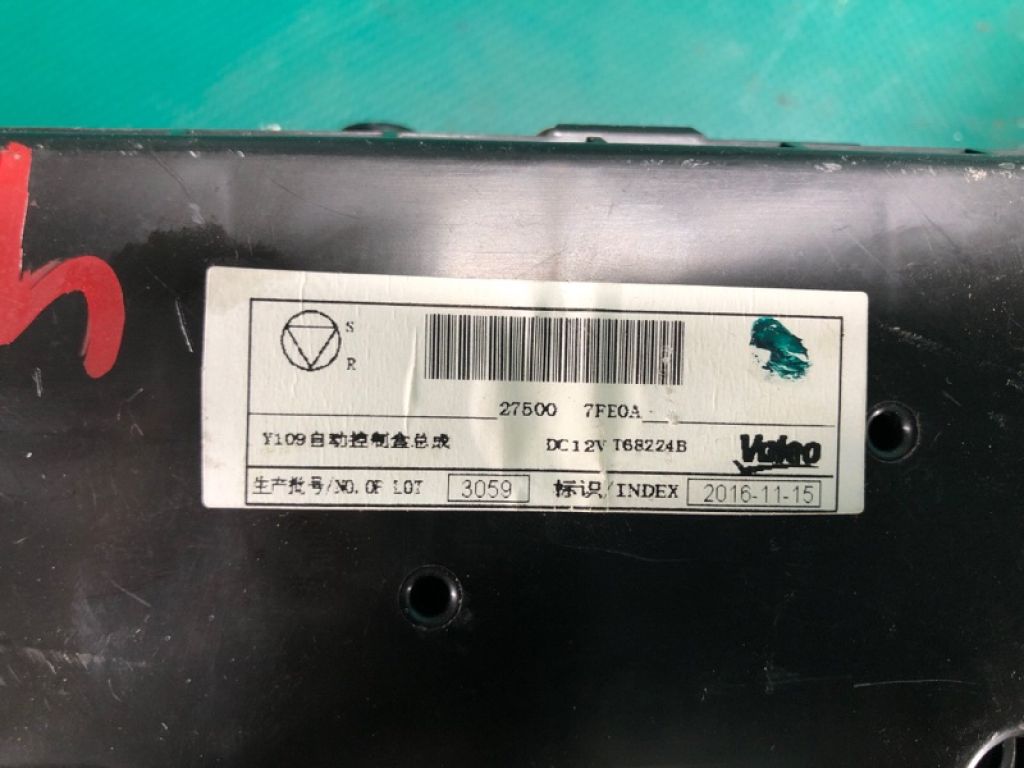 S
R
27500 7FE0A
Y109自动控制盒总成 DC12V T68224B Valeo
生产批号/NO.OF LOT 3059 标识/INDEX 2016-11-15